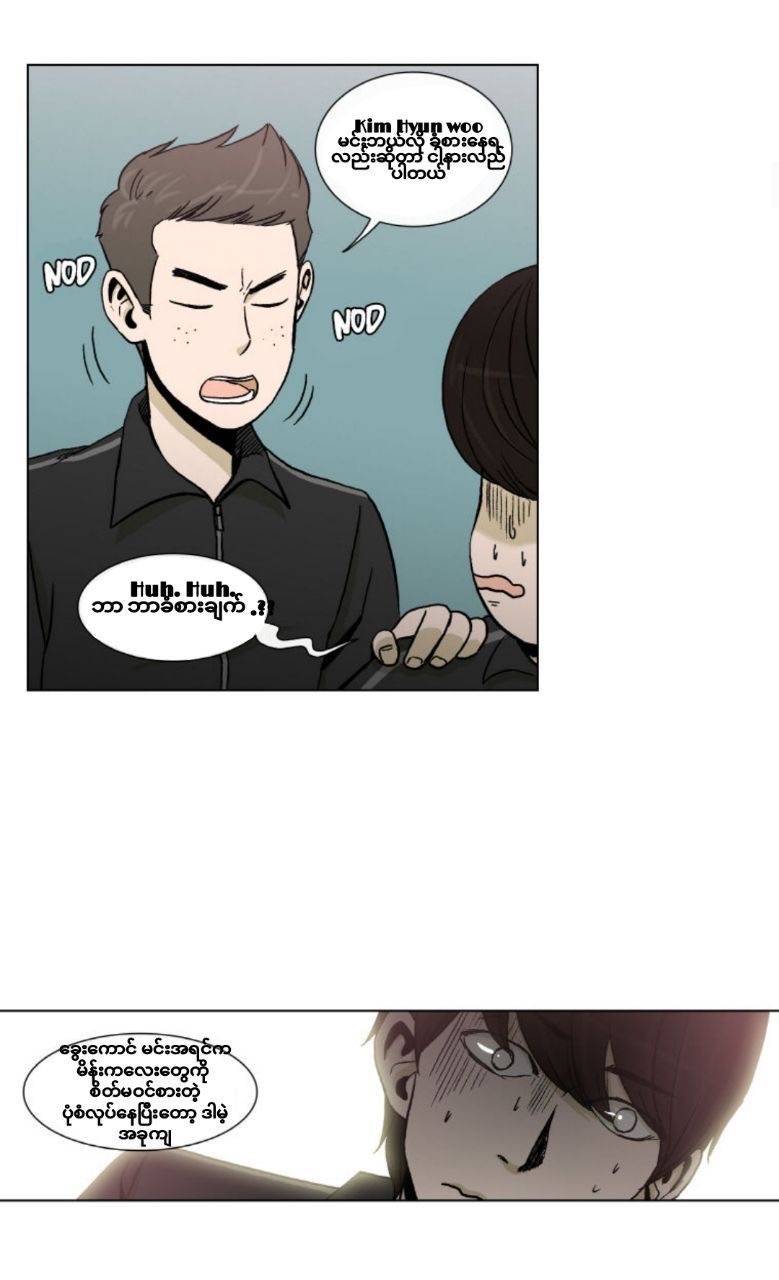 Kim Hyun woo
မင်းဘယ်လို ခံစားနေရ
လည်းဆိုတာ ငါနားလည်
ပါတယ်
NOD
NOD
Huh. Huh..
ဘာ ဘာခံစားချက် .??
ခွေးကောင် မင်းအရင်က
မိန်းကလေးတွေကို
စိတ်မဝင်စားတဲ့
ပုံစံလုပ်နေပြီးတော့ ဒါမဲ့
အခုကျ